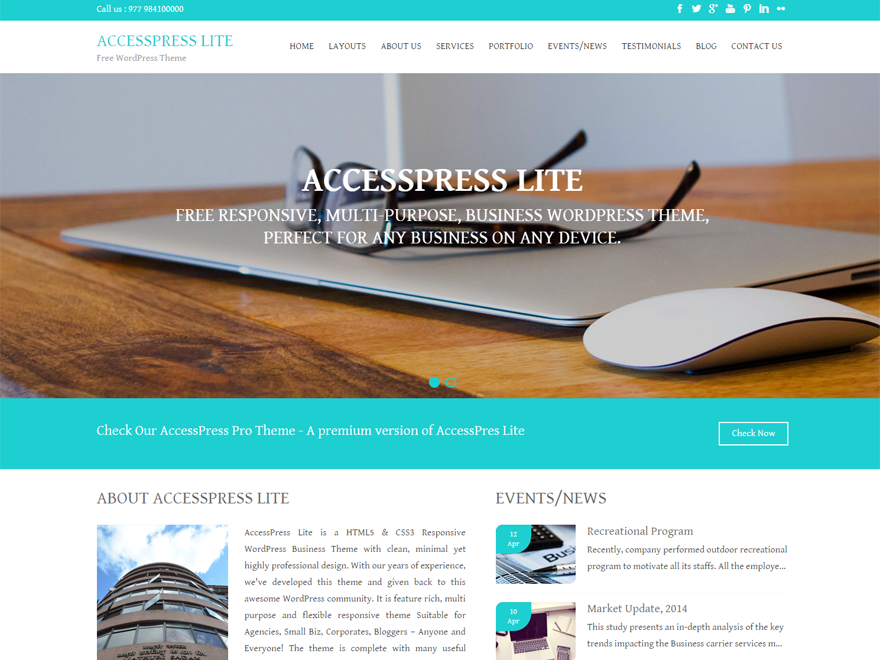 Call us : 977 984100000
ACCESSPRESS LITE
Free WordPress Theme
HOME LAYOUTS ABOUT US SERVICES PORTFOLIO EVENTS/NEWS TESTIMONIALS BLOG CONTACT US
ACCESSPRESS LITE
FREE RESPONSIVE, MULTI-PURPOSE, BUSINESS WORDPRESS THEME,
PERFECT FOR ANY BUSINESS ON ANY DEVICE.
Check Our AccessPress Pro Theme - A premium version of AccessPres Lite
Check Now
ABOUT ACCESSPRESS LITE
AccessPress Lite is a HTML5 & CSS3 Responsive
WordPress Business Theme with clean, minimal yet
highly professional design. With our years of experience,
we've developed this theme and given back to this
awesome WordPress community. It is feature rich, multi
purpose and flexible responsive theme Suitable for
Agencies, Small Biz, Corporates, Bloggers – Anyone and
Everyone! The theme is complete with many useful
EVENTS/NEWS
12
Apr
Recreational Program
Recently, company performed outdoor recreational
program to motivate all its staffs. All the employe...
10
Apr
Market Update, 2014
This study presents an in-depth analysis of the key
trends impacting the Business carrier services m...